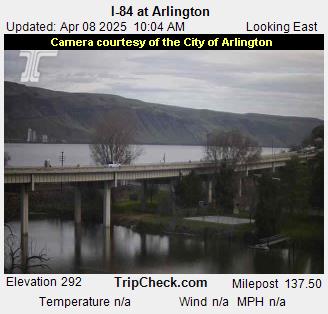 I-84 at Arlington
Updated: Apr 08 2025 10:04 AM Looking East
Camera courtesy of the City of Arlington
Elevation 292 TripCheck.com Milepost 137.50
Temperature n/a Wind n/a MPH n/a